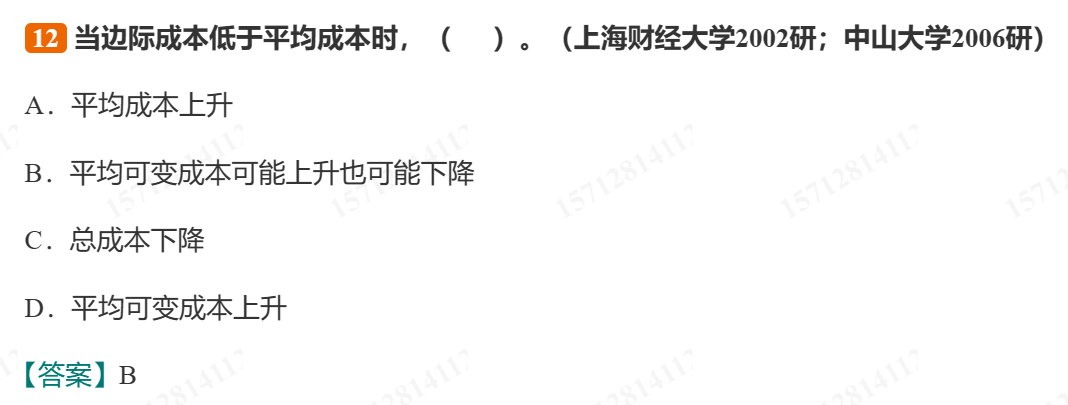 12 当边际成本低于平均成本时，（ ）。（上海财经大学2002研；中山大学2006研）
A．平均成本上升
B．平均可变成本可能上升也可能下降
C．总成本下降
D．平均可变成本上升
【答案】B